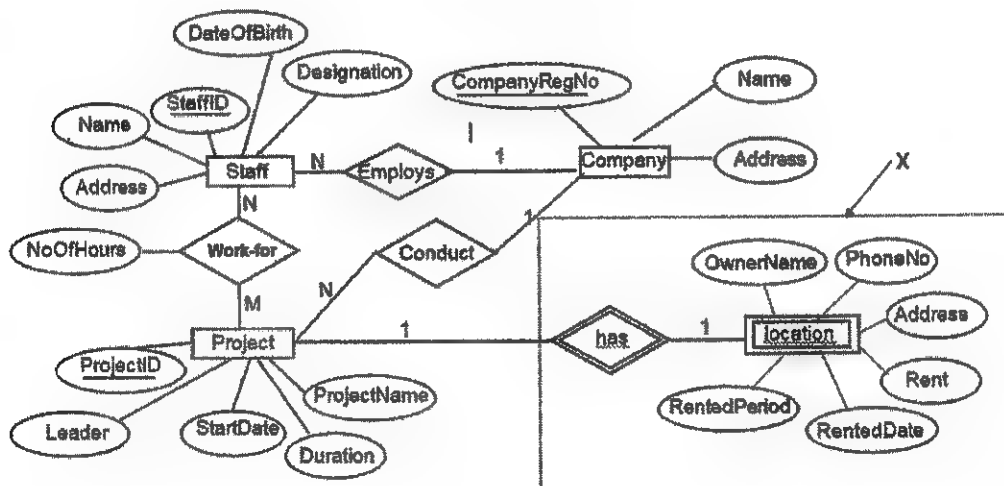 DateOfBirth
Designation
StaffID
Name
Address
Staff
N
Employs
1
CompanyRegNo
Name
Company
Address
X
N
NoOfHours
Work-for
M
Conduct
1
N
OwnerName
PhoneNo
Address
location
Rent
RentedPeriod
RentedDate
1
has
1
Project
ProjectID
Leader
StartDate
Duration
ProjectName